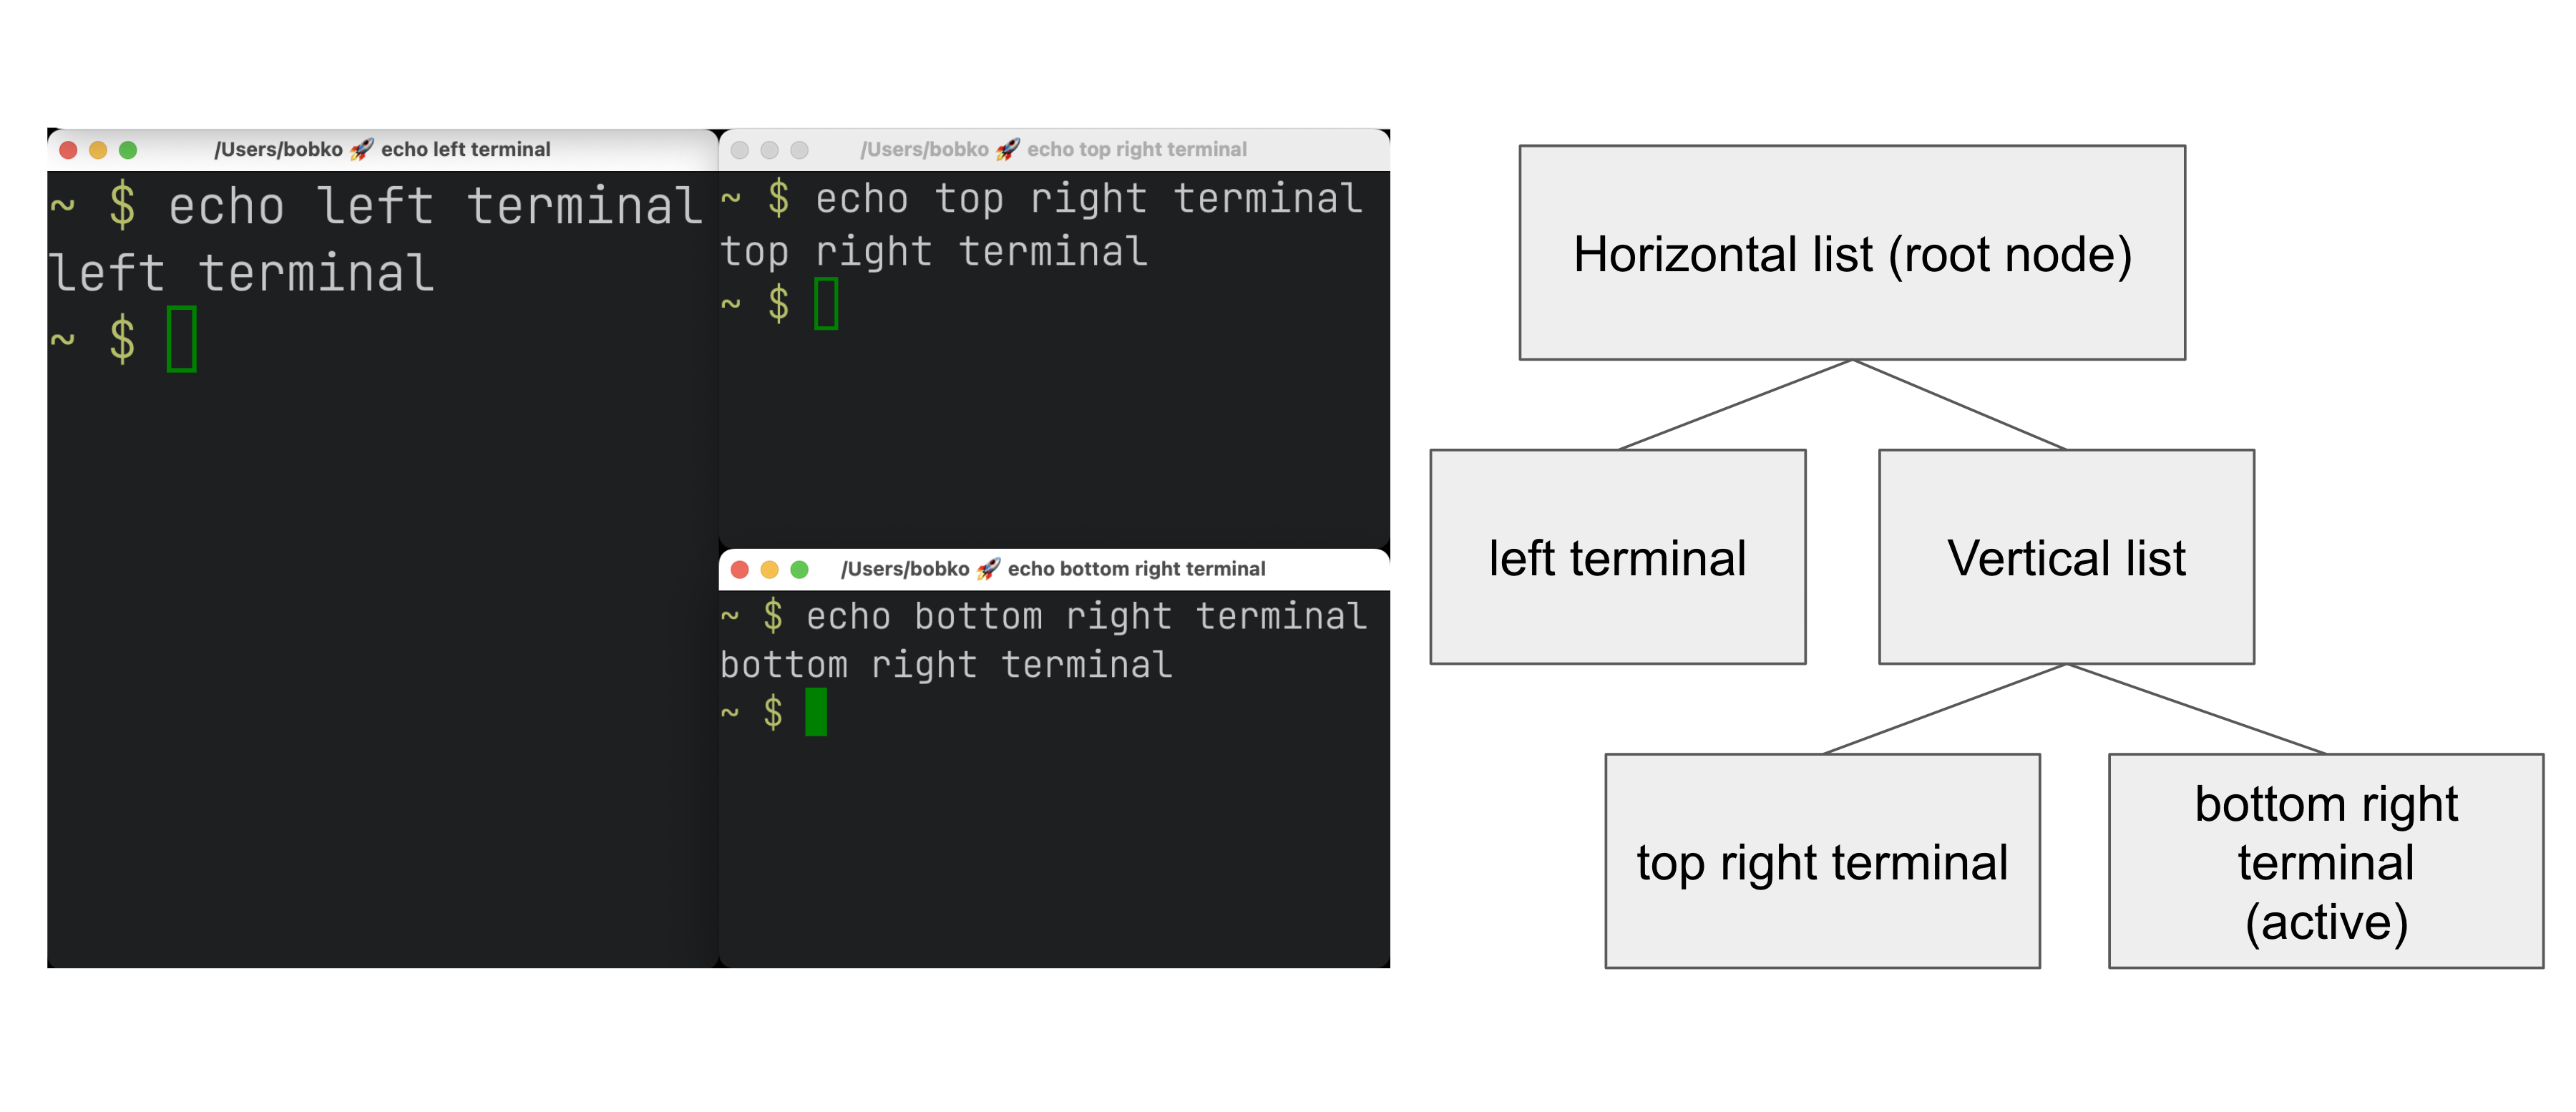 /Users/bobko 🚀 echo left terminal
~ $ echo left terminal
left terminal
~ $
/Users/bobko 🚀 echo top right terminal
~ $ echo top right terminal
top right terminal
~ $
/Users/bobko 🚀 echo bottom right terminal
~ $ echo bottom right terminal
bottom right terminal
~ $
Horizontal list (root node)
left terminal
Vertical list
top right terminal
bottom right
terminal
(active)